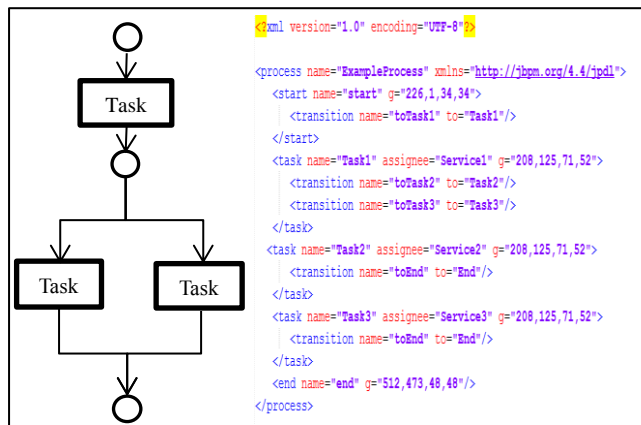 Task
Task
Task
<?xml version="1.0" encoding="UTF-8"?>
<process name="ExampleProcess" xmlns="http://jbpm.org/4.4/jpdl">
<start name="start" g="226,1,34,34">
<transition name="toTask1" to="Task1"/>
</start>
<task name="Task1" assignee="Service1" g="208,125,71,52">
<transition name="toTask2" to="Task2"/>
<transition name="toTask3" to="Task3"/>
</task>
<task name="Task2" assignee="Service2" g="208,125,71,52">
<transition name="toEnd" to="End"/>
</task>
<task name="Task3" assignee="Service3" g="208,125,71,52">
<transition name="toEnd" to="End"/>
</task>
<end name="end" g="512,473,48,48"/>
</process>